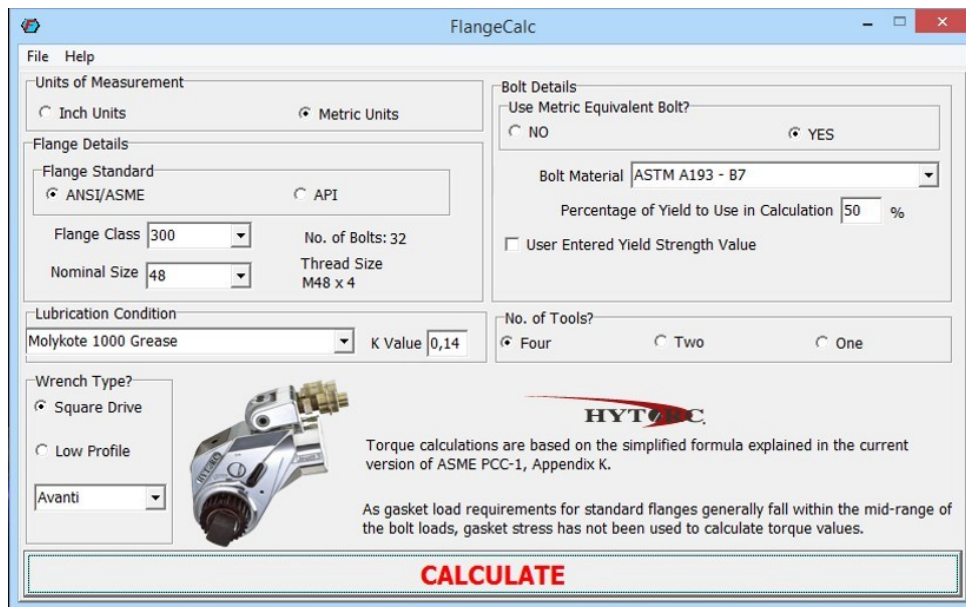 FlangeCalc
File Help
Units of Measurement
Inch Units
Metric Units
Flange Details
Flange Standard
ANSI/ASME
API
Flange Class 300
No. of Bolts: 32
Nominal Size 48
Thread Size
M48 x 4
Bolt Details
Use Metric Equivalent Bolt?
NO
YES
Bolt Material ASTM A193 - B7
Percentage of Yield to Use in Calculation 50 %
User Entered Yield Strength Value
Lubrication Condition
Molykote 1000 Grease
K Value 0,14
No. of Tools?
Four
Two
One
Wrench Type?
Square Drive
Low Profile
Avanti
HYTORC
HYTORC
Torque calculations are based on the simplified formula explained in the current
version of ASME PCC-1, Appendix K.
As gasket load requirements for standard flanges generally fall within the mid-range of
the bolt loads, gasket stress has not been used to calculate torque values.
CALCULATE